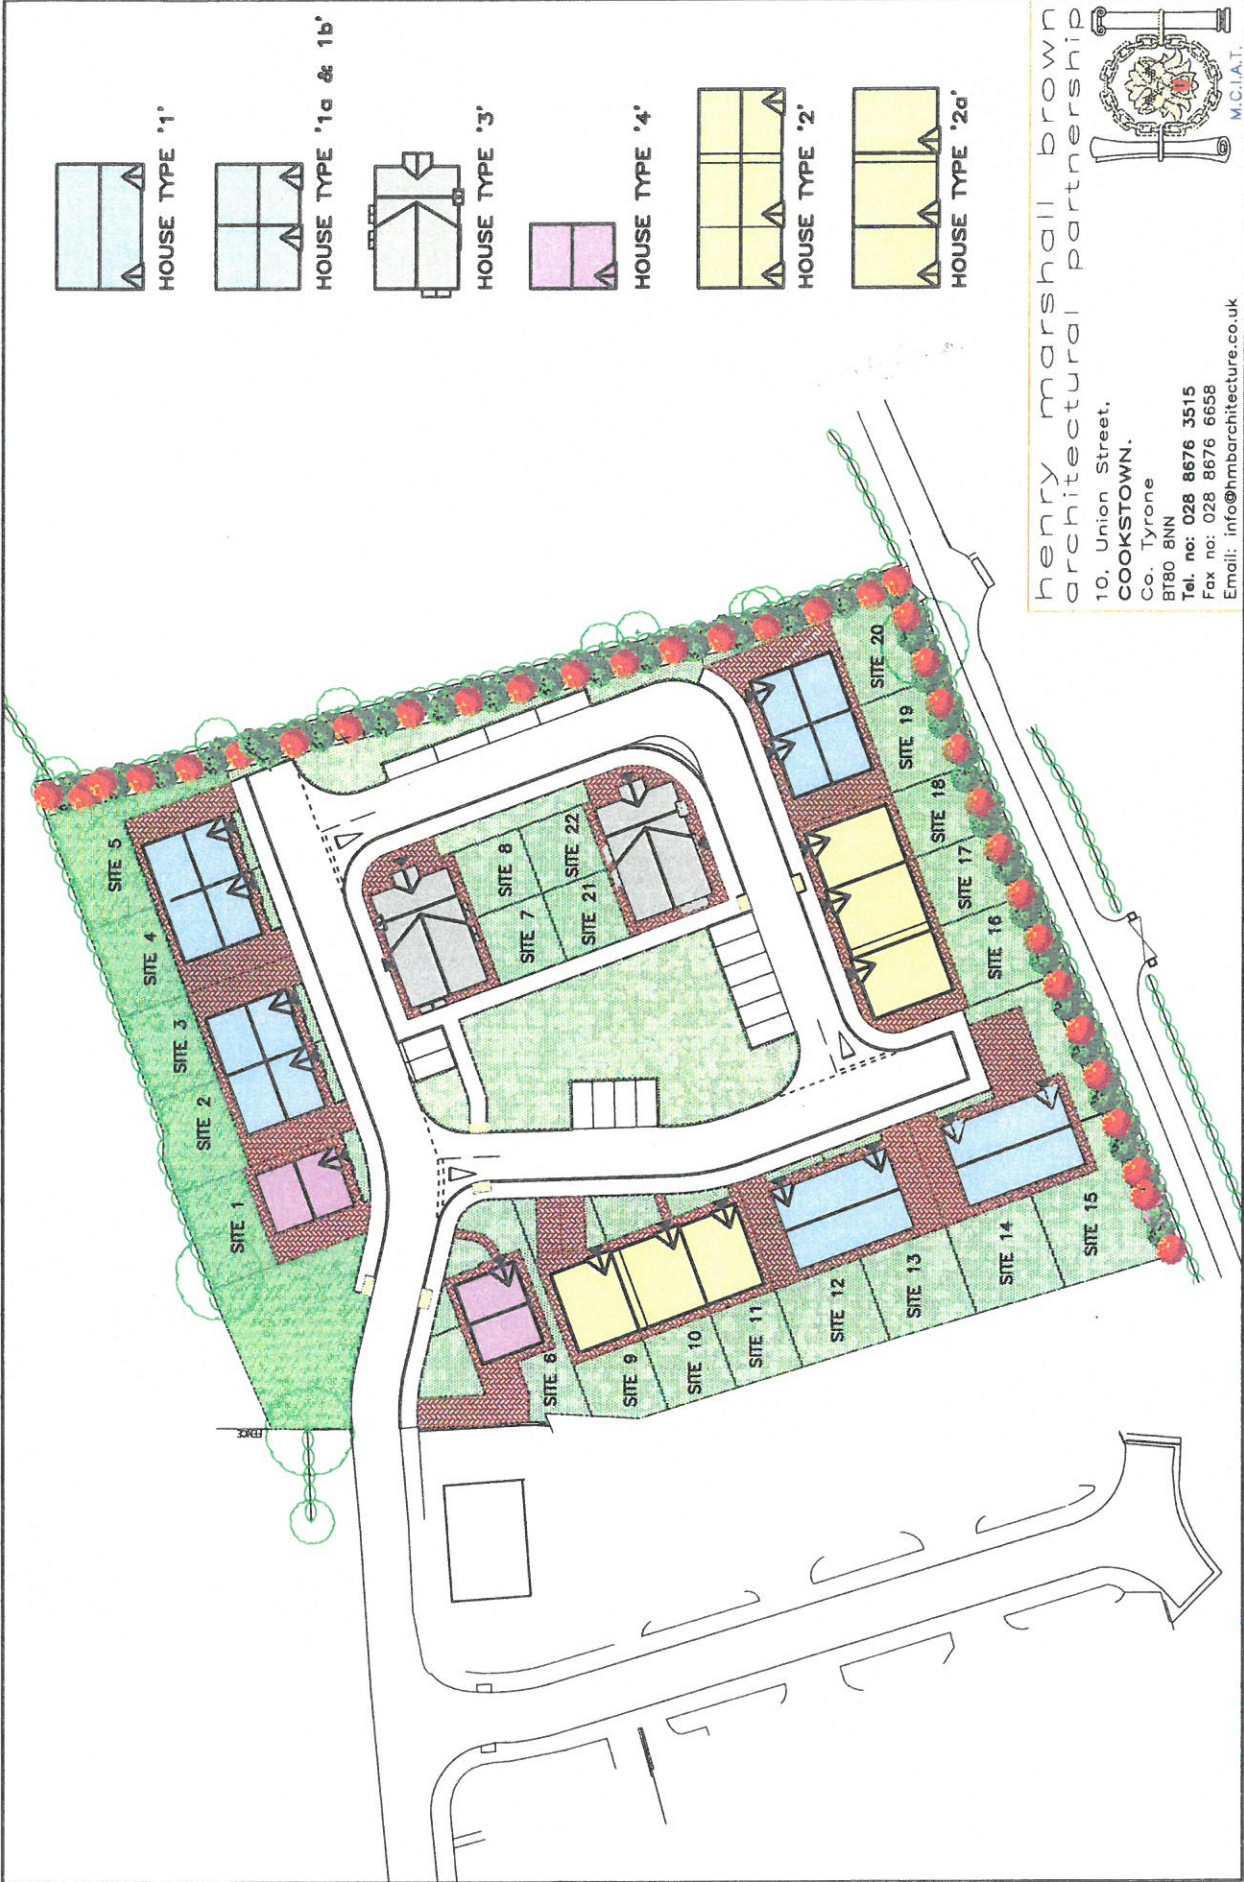 HOUSE TYPE '1'
HOUSE TYPE '1a & 1b'
HOUSE TYPE '3'
HOUSE TYPE '4'
HOUSE TYPE '2'
HOUSE TYPE '2a'
SITE 1
SITE 2
SITE 3
SITE 4
SITE 5
SITE 6
SITE 7
SITE 8
SITE 9
SITE 10
SITE 11
SITE 12
SITE 13
SITE 14
SITE 15
SITE 16
SITE 17
SITE 18
SITE 19
SITE 20
SITE 21
SITE 22
FENCE
henry marshall brown
architectural partnership
10, Union Street,
COOKSTOWN.
Co. Tyrone
BT80 8NN
Tel. no: 028 8676 3515
Fax no: 028 8676 6658
Email: info@hmbarchitecture.co.uk
M.C.I.A.T.